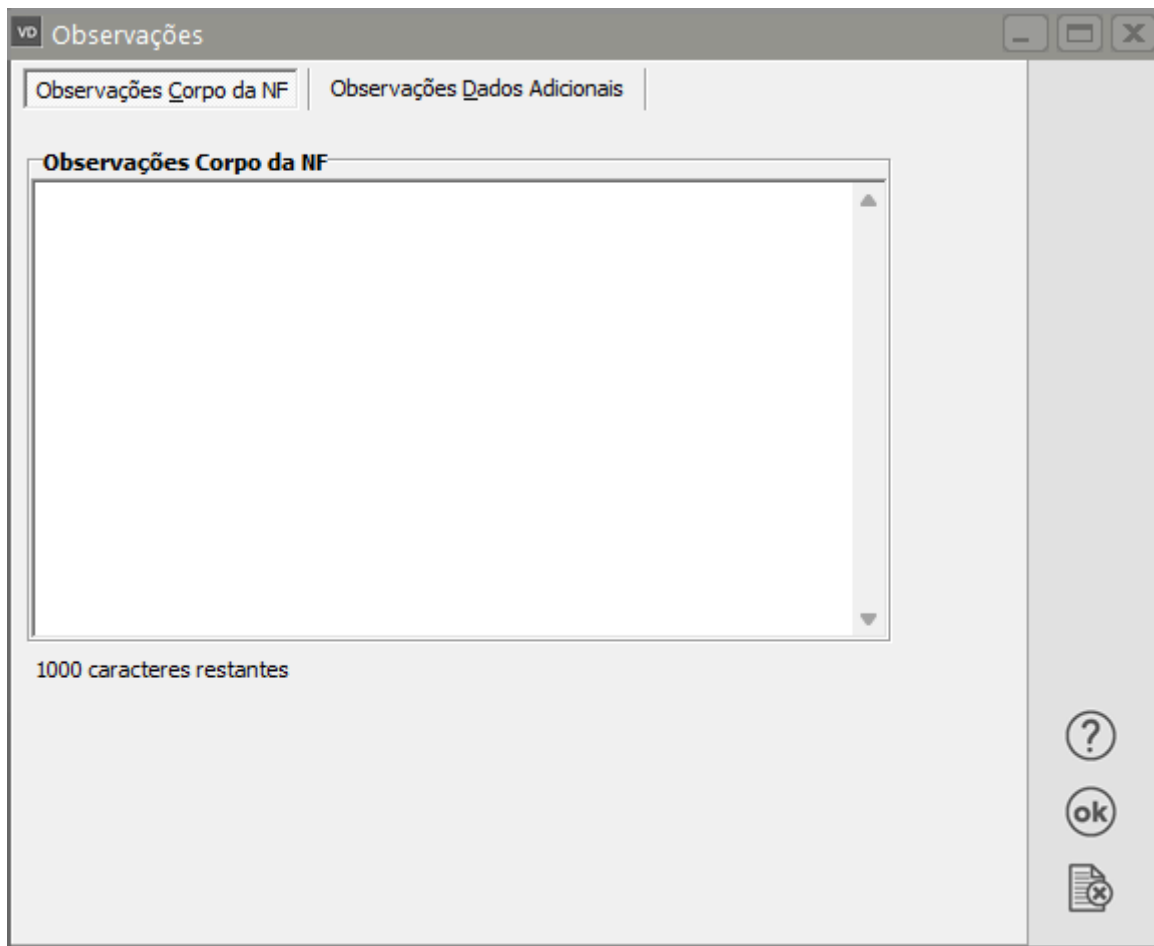 VD Observações
Observações Corpo da NF Observações Dados Adicionais
Observações Corpo da NF
1000 caracteres restantes
?
ok